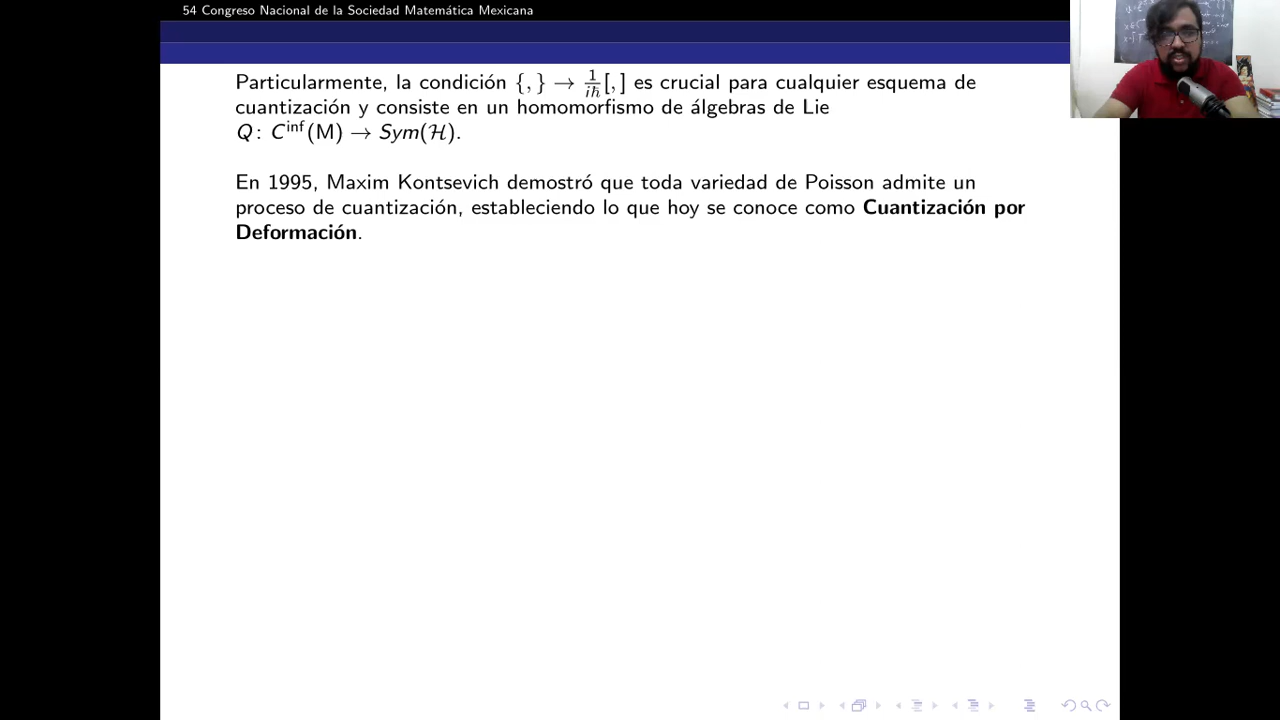 54 Congreso Nacional de la Sociedad Matemática Mexicana
Particularmente, la condición { , } → 1/iħ [, ] es crucial para cualquier esquema de
cuantización y consiste en un homomorfismo de álgebras de Lie
Q : C^inf(M) → Sym(ℋ).
En 1995, Maxim Kontsevich demostró que toda variedad de Poisson admite un
proceso de cuantización, estableciendo lo que hoy se conoce como Cuantización por
Deformación.